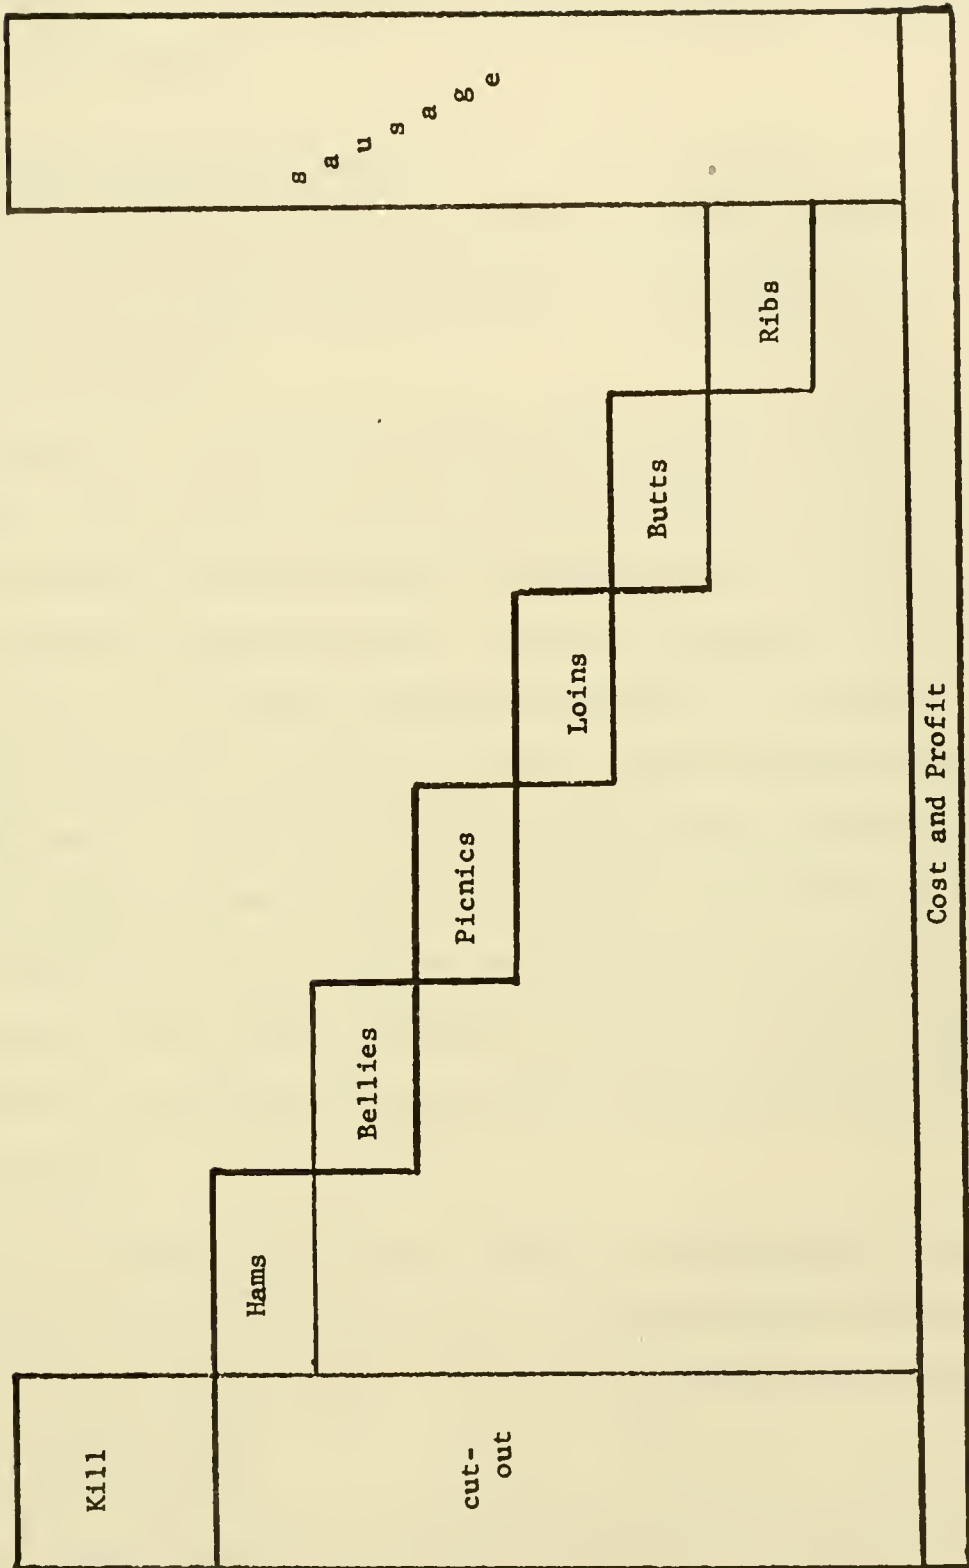 Kill
cut-
out
Hams
Bellies
Picnics
Loins
Butts
Ribs
sausage
Cost and Profit